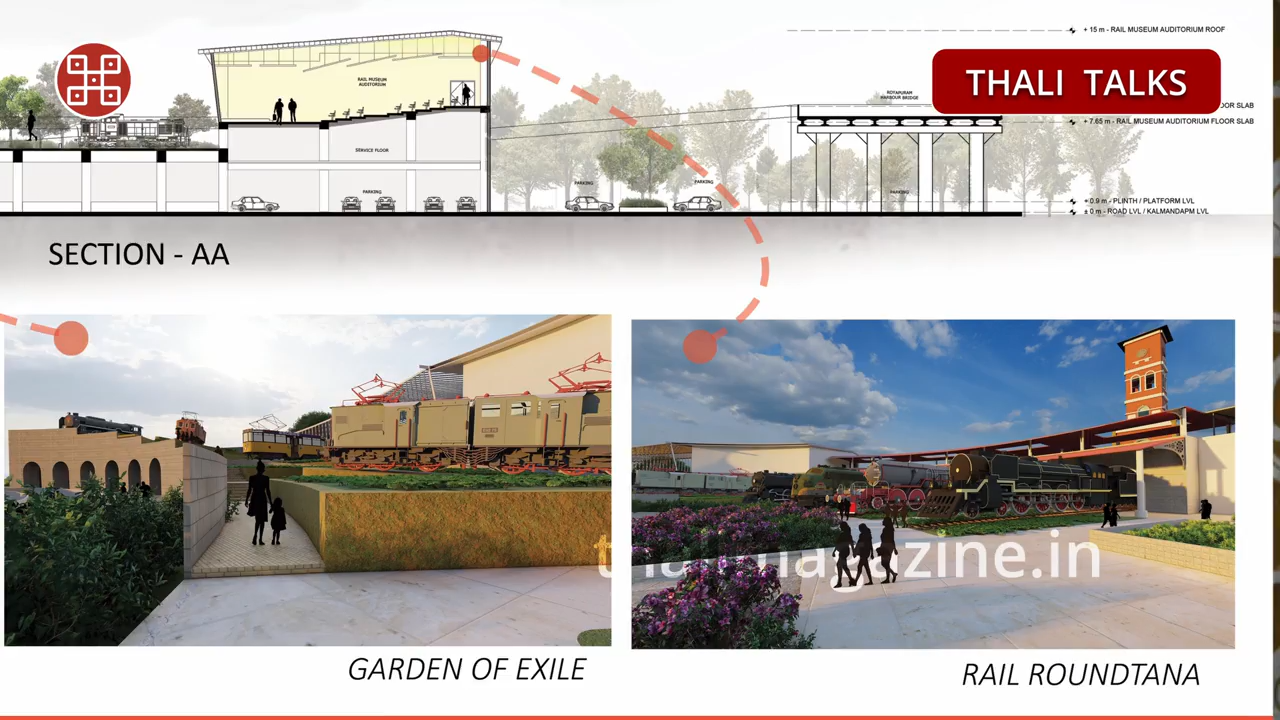 + 15 m - RAIL MUSEUM AUDITORIUM ROOF
THALI TALKS
RAIL MUSEUM
AUDITORIUM
ROYAPURAM
HARBOUR BRIDGE
OOR SLAB
+ 7.65 m - RAIL MUSEUM AUDITORIUM FLOOR SLAB
SERVICE FLOOR
PARKING
PARKING
PARKING
PARKING
+ 0.9 m - PLINTH / PLATFORM LVL
± 0 m - ROAD LVL / KALMANDAPM LVL
SECTION - AA
thalimagazine.in
GARDEN OF EXILE
RAIL ROUNDTANA